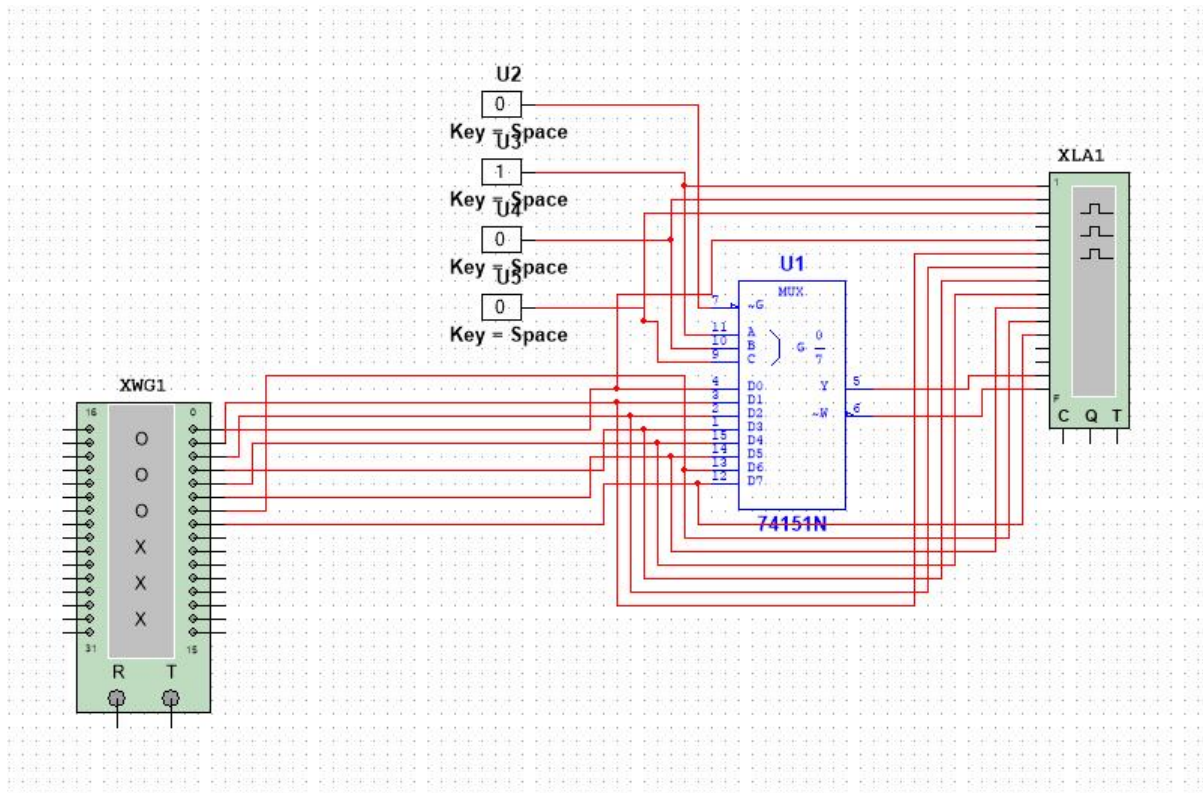 U2
0
Key = Space
U3
1
Key = Space
U4
0
Key = Space
U5
0
Key = Space
XLA1
1
F
C Q T
U1
MUX
7 ~G
11 A
10 B
9 C
G 0
7
4 D0
3 D1
2 D2
1 D3
15 D4
14 D5
13 D6
12 D7
Y 5
~W 6
74151N
XWG1
16 0
O
O
O
X
X
X
31 15
R T